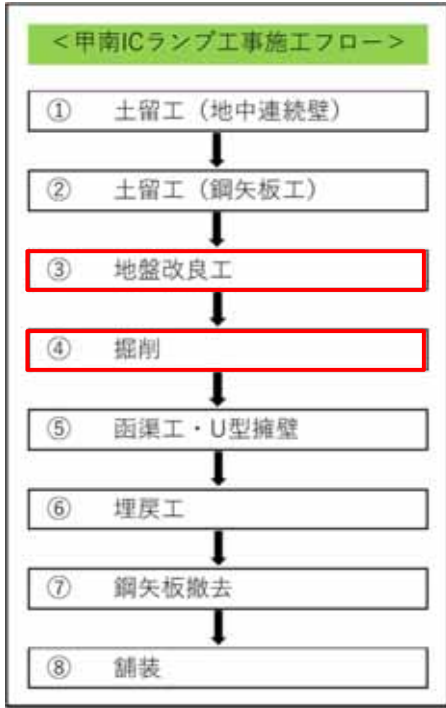 ＜甲南ICランプ工事施工フロー＞
① 土留工（地中連続壁）
② 土留工（鋼矢板工）
③ 地盤改良工
④ 掘削
⑤ 函渠工・U型擁壁
⑥ 埋戻工
⑦ 鋼矢板撤去
⑧ 舗装